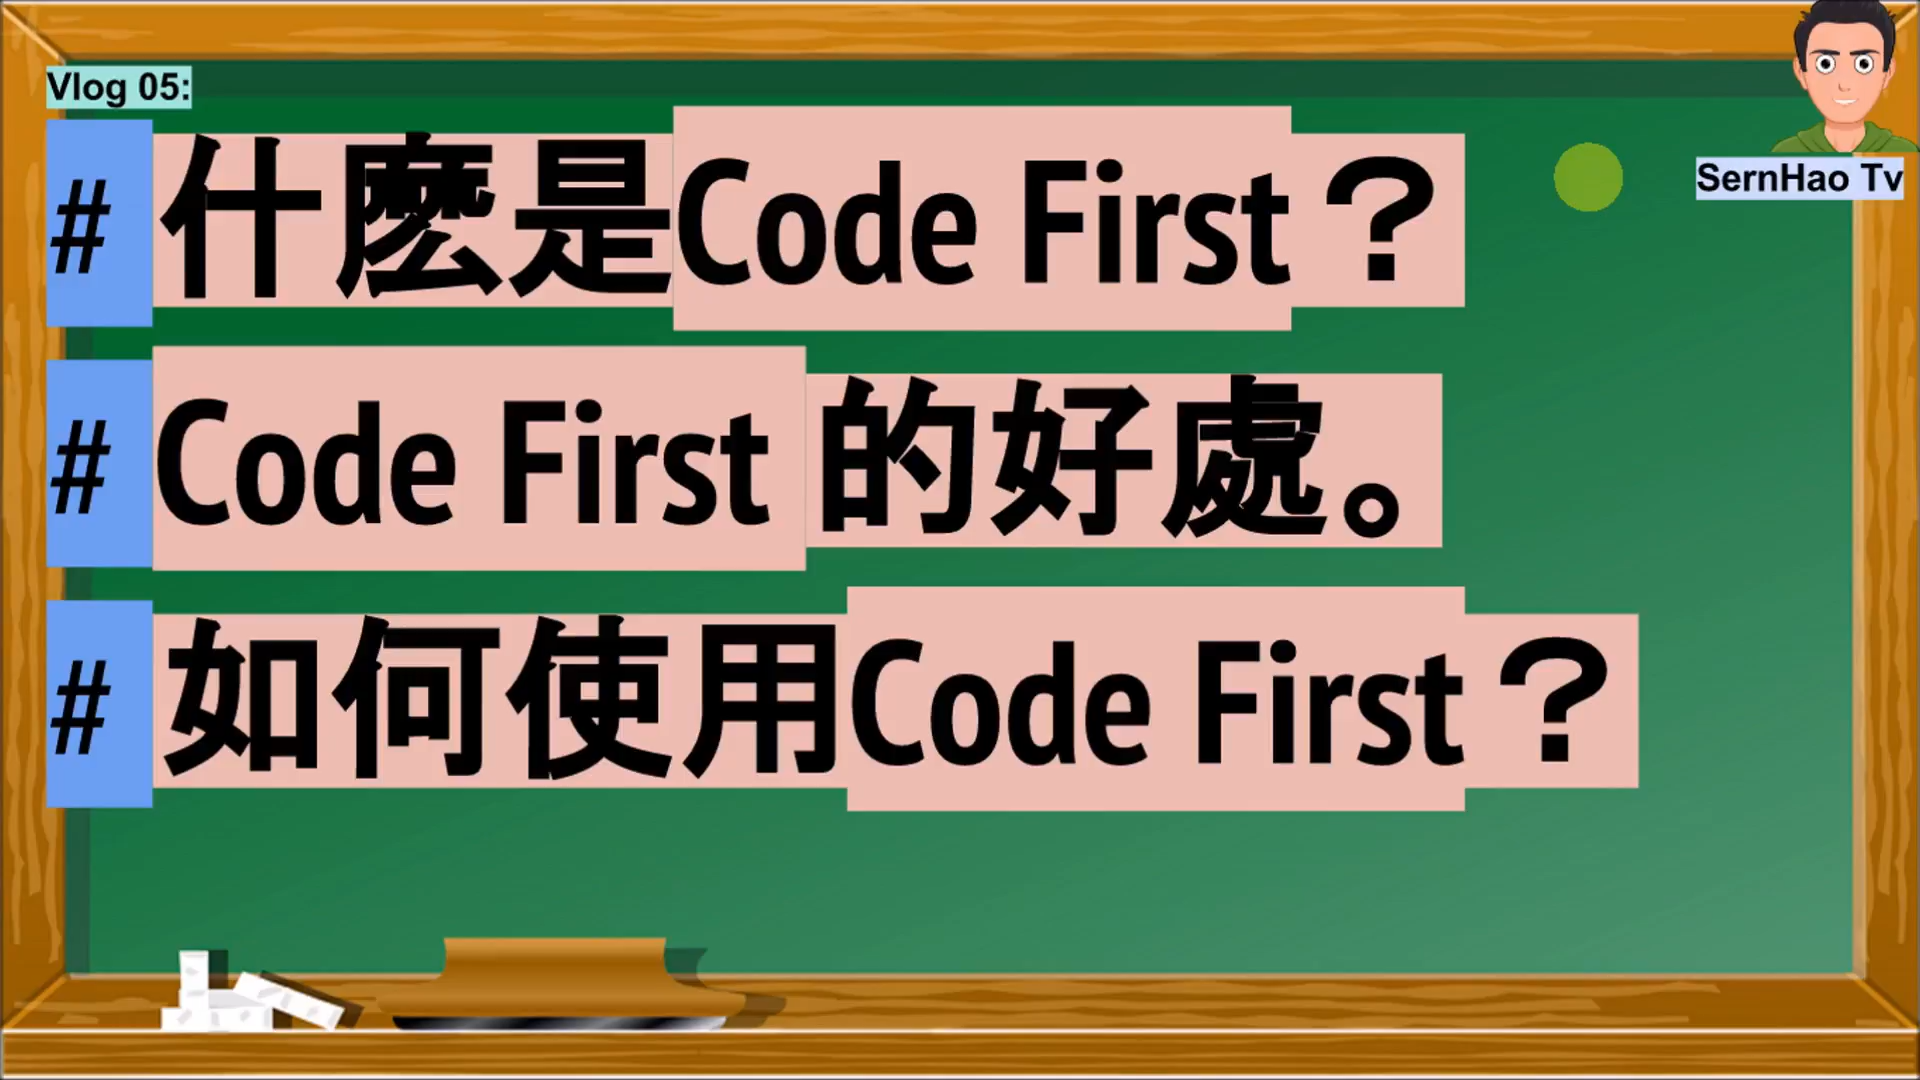 Vlog 05:
SernHao Tv
# 什麽是Code First？
# Code First 的好處。
# 如何使用Code First？